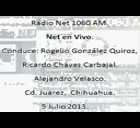 Radio Net 1060 AM.
Net en Vivo.
Conduce: Rogelio González Quiroz,
Ricardo Chávez Carbajal.
Alejandro Velasco.
Cd. Juarez, Chihuahua.
5 Julio 2013.